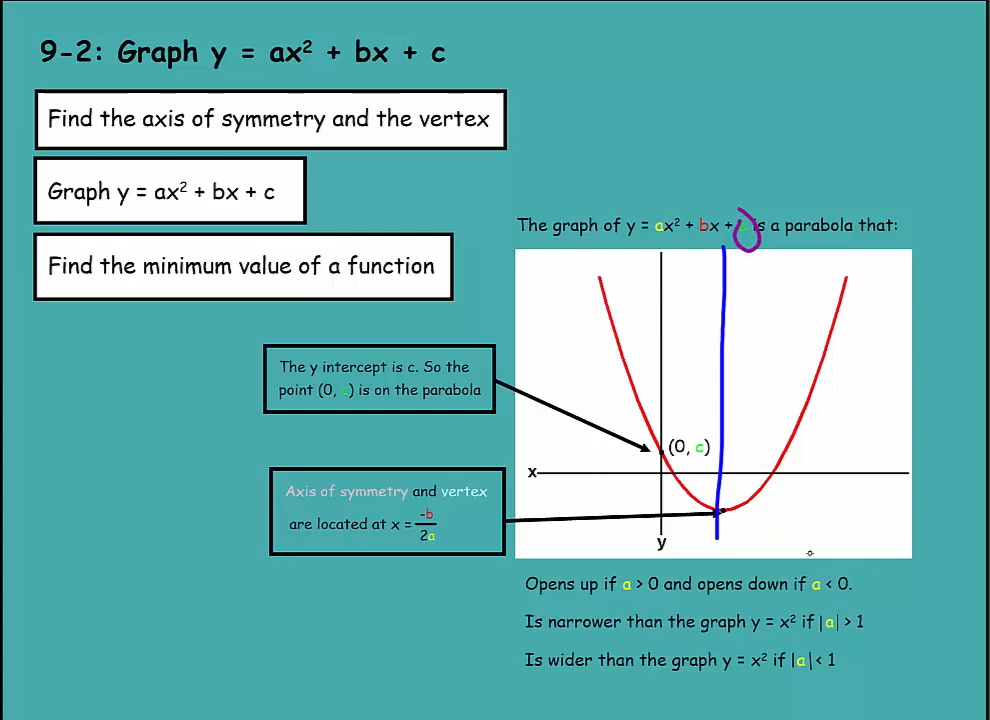 9-2: Graph y = ax² + bx + c
Find the axis of symmetry and the vertex
Graph y = ax² + bx + c
Find the minimum value of a function
The graph of y = ax² + bx + c is a parabola that:
The y intercept is c. So the
point (0, c) is on the parabola
(0, c)
x
Axis of symmetry and vertex
are located at x = -b/2a
y
Opens up if a > 0 and opens down if a < 0.
Is narrower than the graph y = x² if |a| > 1
Is wider than the graph y = x² if |a| < 1